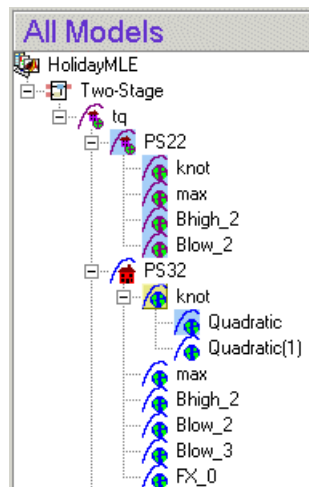 All Models
HolidayMLE
Two-Stage
tq
PS22
knot
max
Bhigh_2
Blow_2
PS32
knot
Quadratic
Quadratic(1)
max
Bhigh_2
Blow_2
Blow_3
FX_0